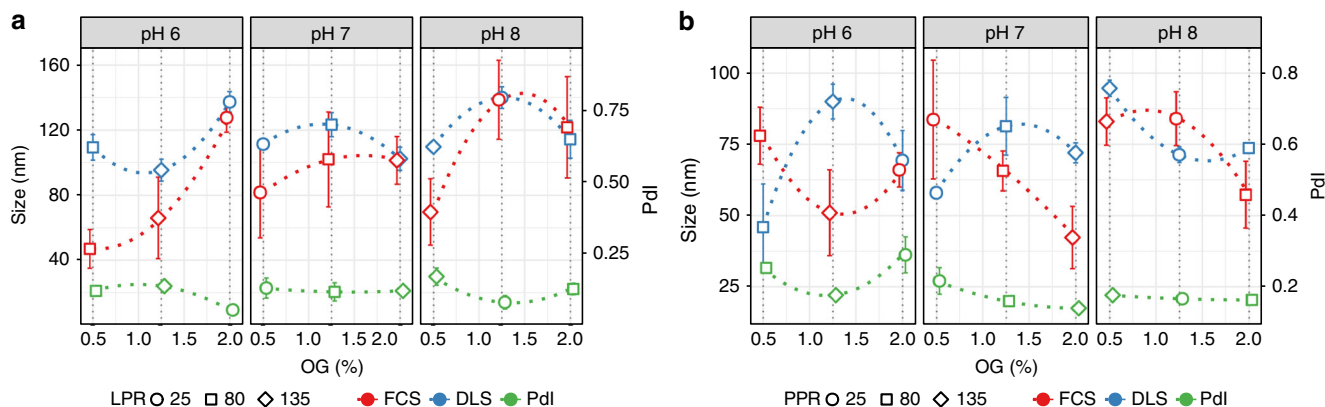 a
pH 6 pH 7 pH 8
Size (nm)
160
120
80
40
0.75
0.50
0.25
PdI
0.5 1.0 1.5 2.0 0.5 1.0 1.5 2.0 0.5 1.0 1.5 2.0
OG (%)
LPR 25 80 135 FCS DLS PdI
b
pH 6 pH 7 pH 8
Size (nm)
100
75
50
25
0.8
0.6
0.4
0.2
PdI
0.5 1.0 1.5 2.0 0.5 1.0 1.5 2.0 0.5 1.0 1.5 2.0
OG (%)
PPR 25 80 135 FCS DLS PdI